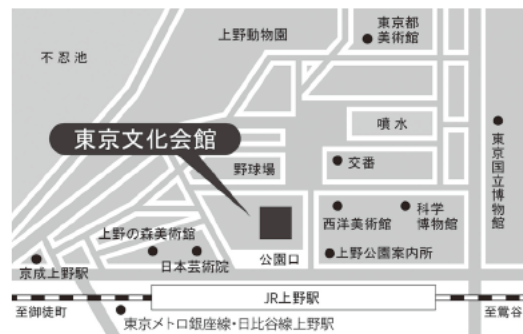 上野動物園
東京都
美術館
不忍池
噴水
東京文化会館
野球場
交番
東京国立博物館
西洋美術館
科学
博物館
上野の森美術館
日本芸術院
公園口
上野公園案内所
京成上野駅
JR上野駅
至御徒町
至鶯谷
東京メトロ銀座線・日比谷線上野駅